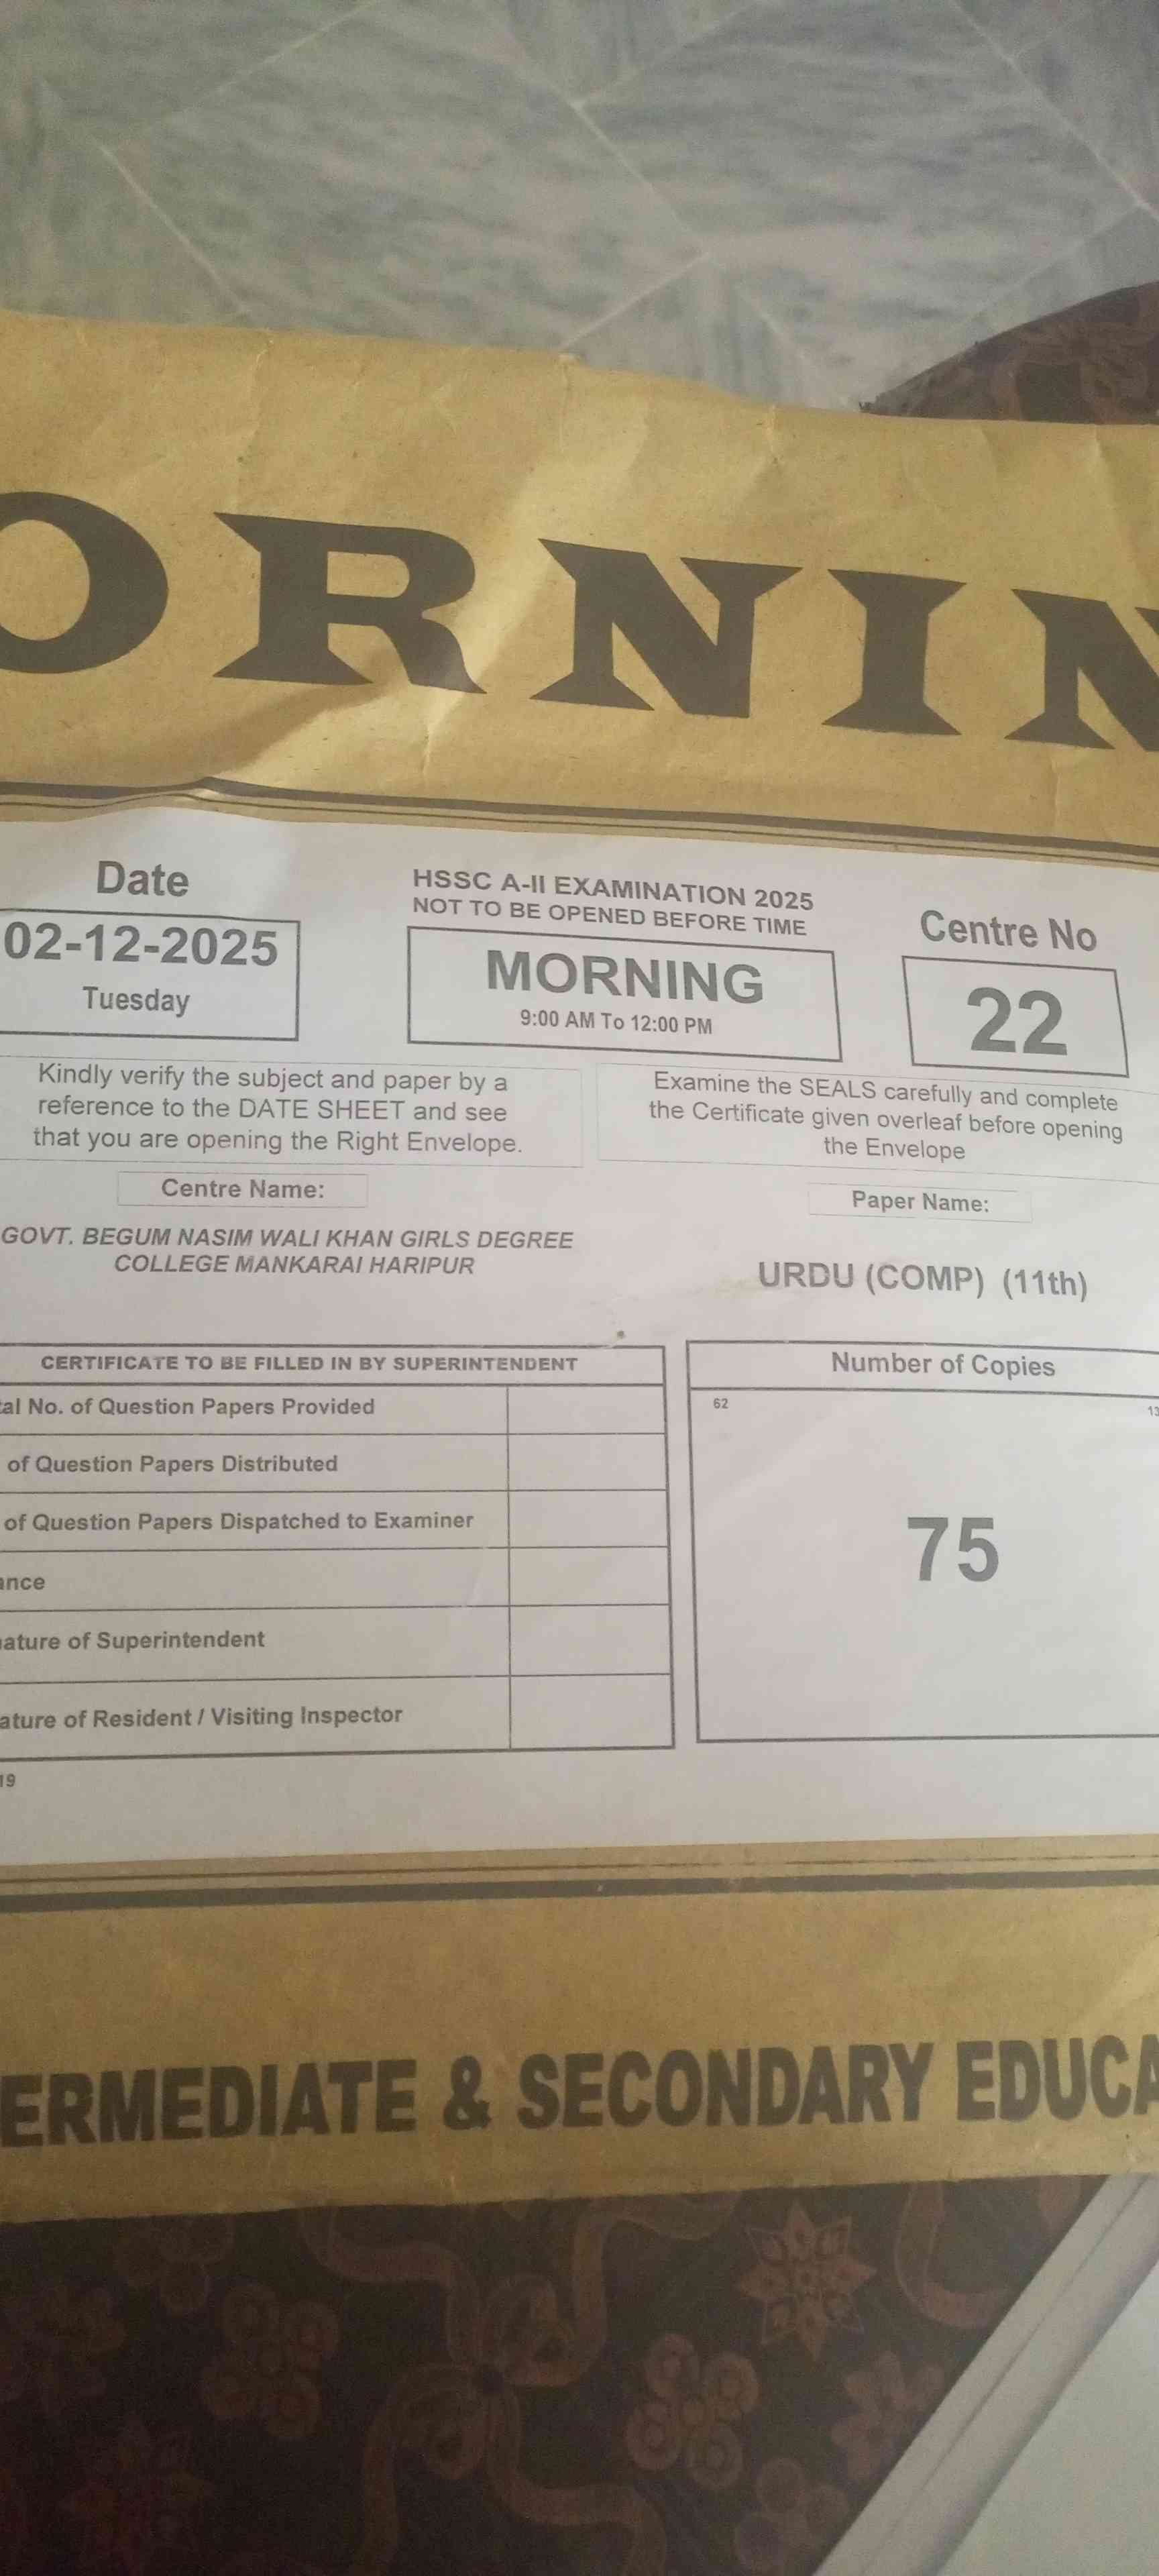 ORNIN
Date
02-12-2025
Tuesday
HSSC A-II EXAMINATION 2025
NOT TO BE OPENED BEFORE TIME
MORNING
9:00 AM To 12:00 PM
Centre No
22
Kindly verify the subject and paper by a
reference to the DATE SHEET and see
that you are opening the Right Envelope.
Examine the SEALS carefully and complete
the Certificate given overleaf before opening
the Envelope
Centre Name:
GOVT. BEGUM NASIM WALI KHAN GIRLS DEGREE
COLLEGE MANKARAI HARIPUR
Paper Name:
URDU (COMP) (11th)
CERTIFICATE TO BE FILLED IN BY SUPERINTENDENT
al No. of Question Papers Provided
of Question Papers Distributed
of Question Papers Dispatched to Examiner
ance
ature of Superintendent
ature of Resident / Visiting Inspector
Number of Copies
62
13
75
19
ERMEDIATE & SECONDARY EDUCA